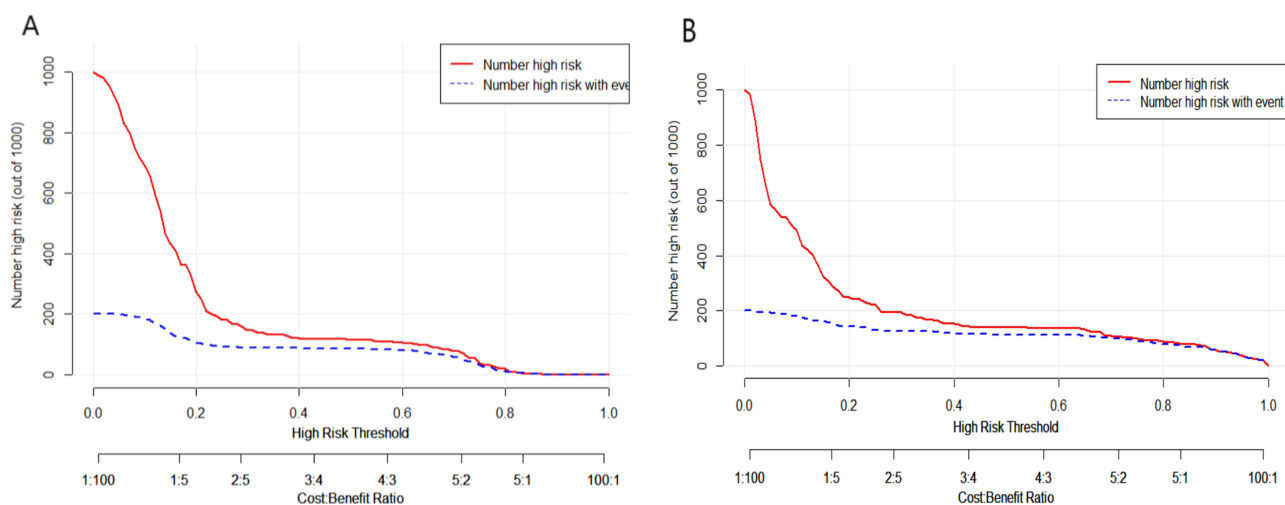 A
Number high risk
Number high risk with eve
Number high risk (out of 1000)
1000
800
600
400
200
0
0.0 0.2 0.4 0.6 0.8 1.0
High Risk Threshold
1:100 1:5 2:5 3:4 4:3 5:2 5:1 100:1
Cost:Benefit Ratio
B
Number high risk
Number high risk with event
Number high risk (out of 1000)
1000
800
600
400
200
0
0.0 0.2 0.4 0.6 0.8 1.0
High Risk Threshold
1:100 1:5 2:5 3:4 4:3 5:2 5:1 100:1
Cost:Benefit Ratio